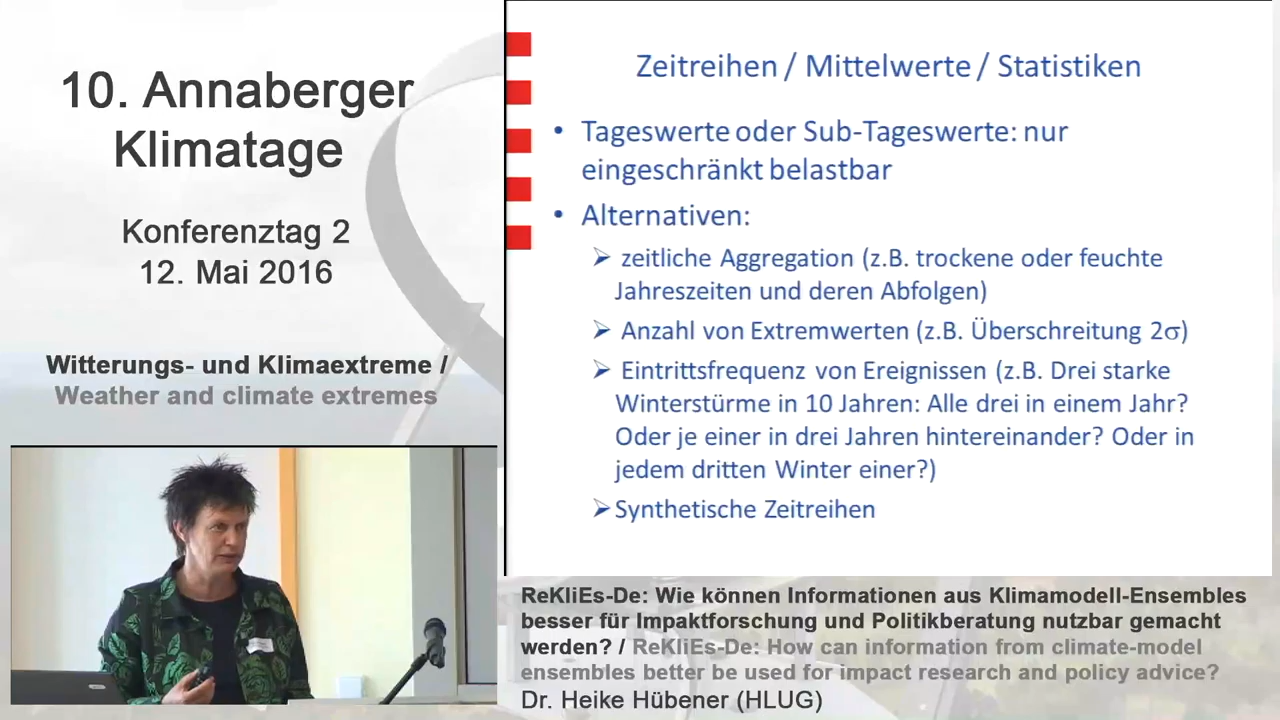 10. Annaberger
Klimatage
Konferenztag 2
12. Mai 2016
Witterungs- und Klimaextreme /
Weather and climate extremes
Zeitreihen / Mittelwerte / Statistiken
• Tageswerte oder Sub-Tageswerte: nur
eingeschränkt belastbar
• Alternativen:
➢ zeitliche Aggregation (z.B. trockene oder feuchte
Jahreszeiten und deren Abfolgen)
➢ Anzahl von Extremwerten (z.B. Überschreitung 2σ)
➢ Eintrittsfrequenz von Ereignissen (z.B. Drei starke
Winterstürme in 10 Jahren: Alle drei in einem Jahr?
Oder je einer in drei Jahren hintereinander? Oder in
jedem dritten Winter einer?)
➢ Synthetische Zeitreihen
ReKliEs-De: Wie können Informationen aus Klimamodell-Ensembles
besser für Impaktforschung und Politikberatung nutzbar gemacht
werden? / ReKliEs-De: How can information from climate-model
ensembles better be used for impact research and policy advice?
Dr. Heike Hübener (HLUG)